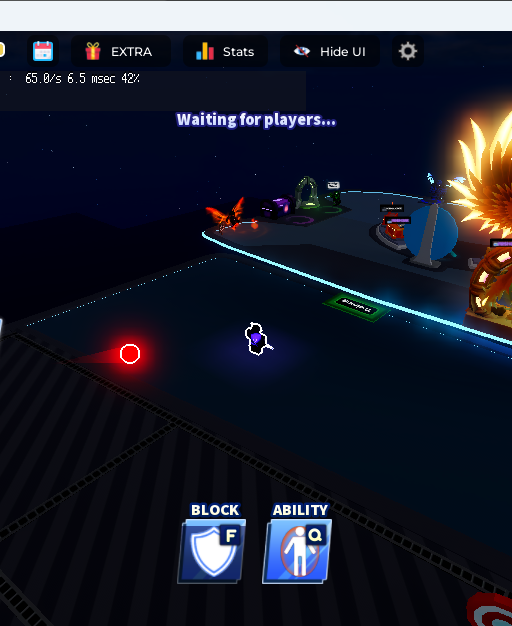 EXTRA
Stats
Hide UI
: 65.0/s 6.5 msec 42%
Waiting for players...
BLOCK
ABILITY
F
Q